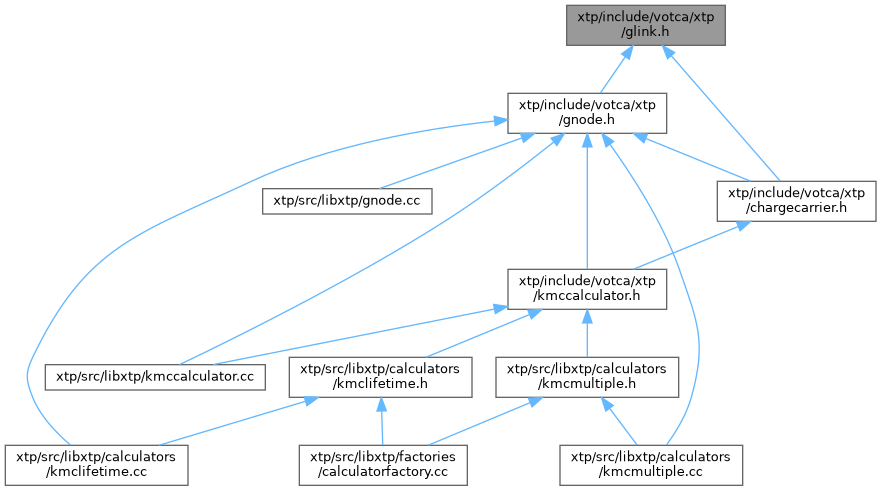 xtp/include/votca/xtp
/glink.h
xtp/include/votca/xtp
/gnode.h
xtp/src/libxtp/gnode.cc
xtp/include/votca/xtp
/chargecarrier.h
xtp/include/votca/xtp
/kmccalculator.h
xtp/src/libxtp/kmccalculator.cc
xtp/src/libxtp/calculators
/kmclifetime.h
xtp/src/libxtp/calculators
/kmcmultiple.h
xtp/src/libxtp/calculators
/kmclifetime.cc
xtp/src/libxtp/factories
/calculatorfactory.cc
xtp/src/libxtp/calculators
/kmcmultiple.cc